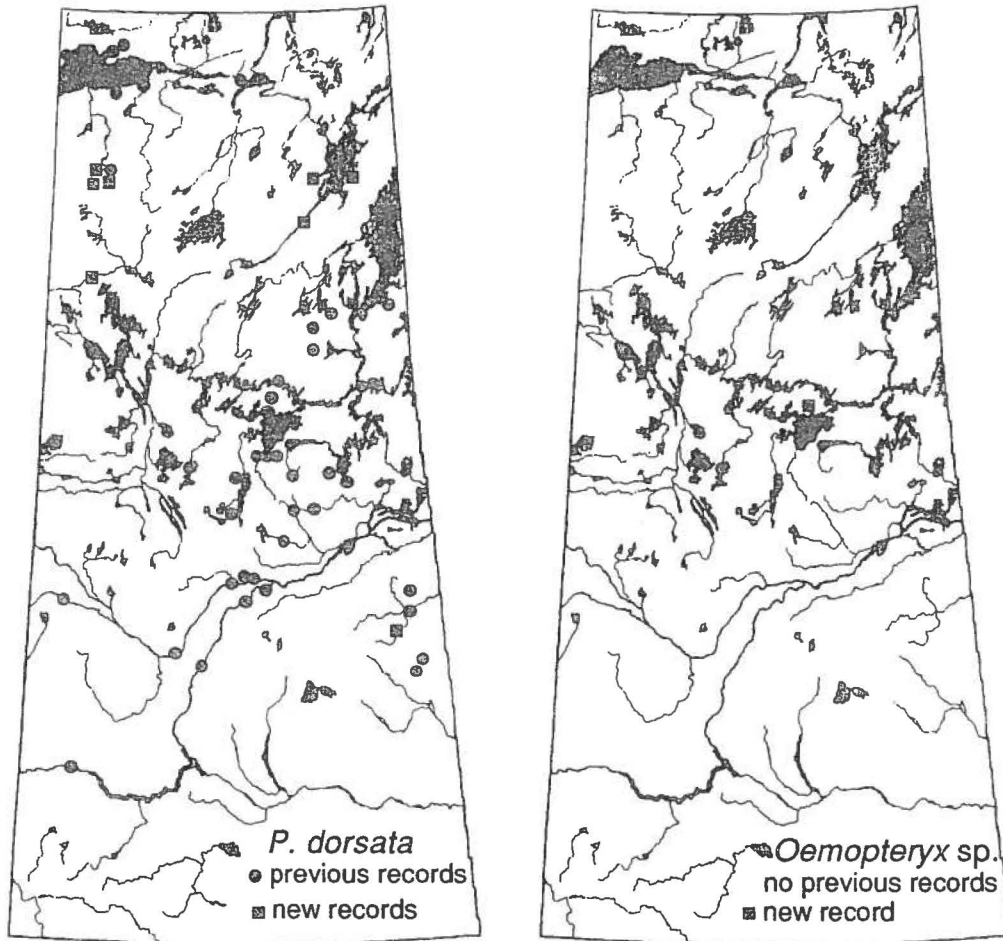 P. dorsata
previous records
new records
Oemopteryx sp.
no previous records
new record